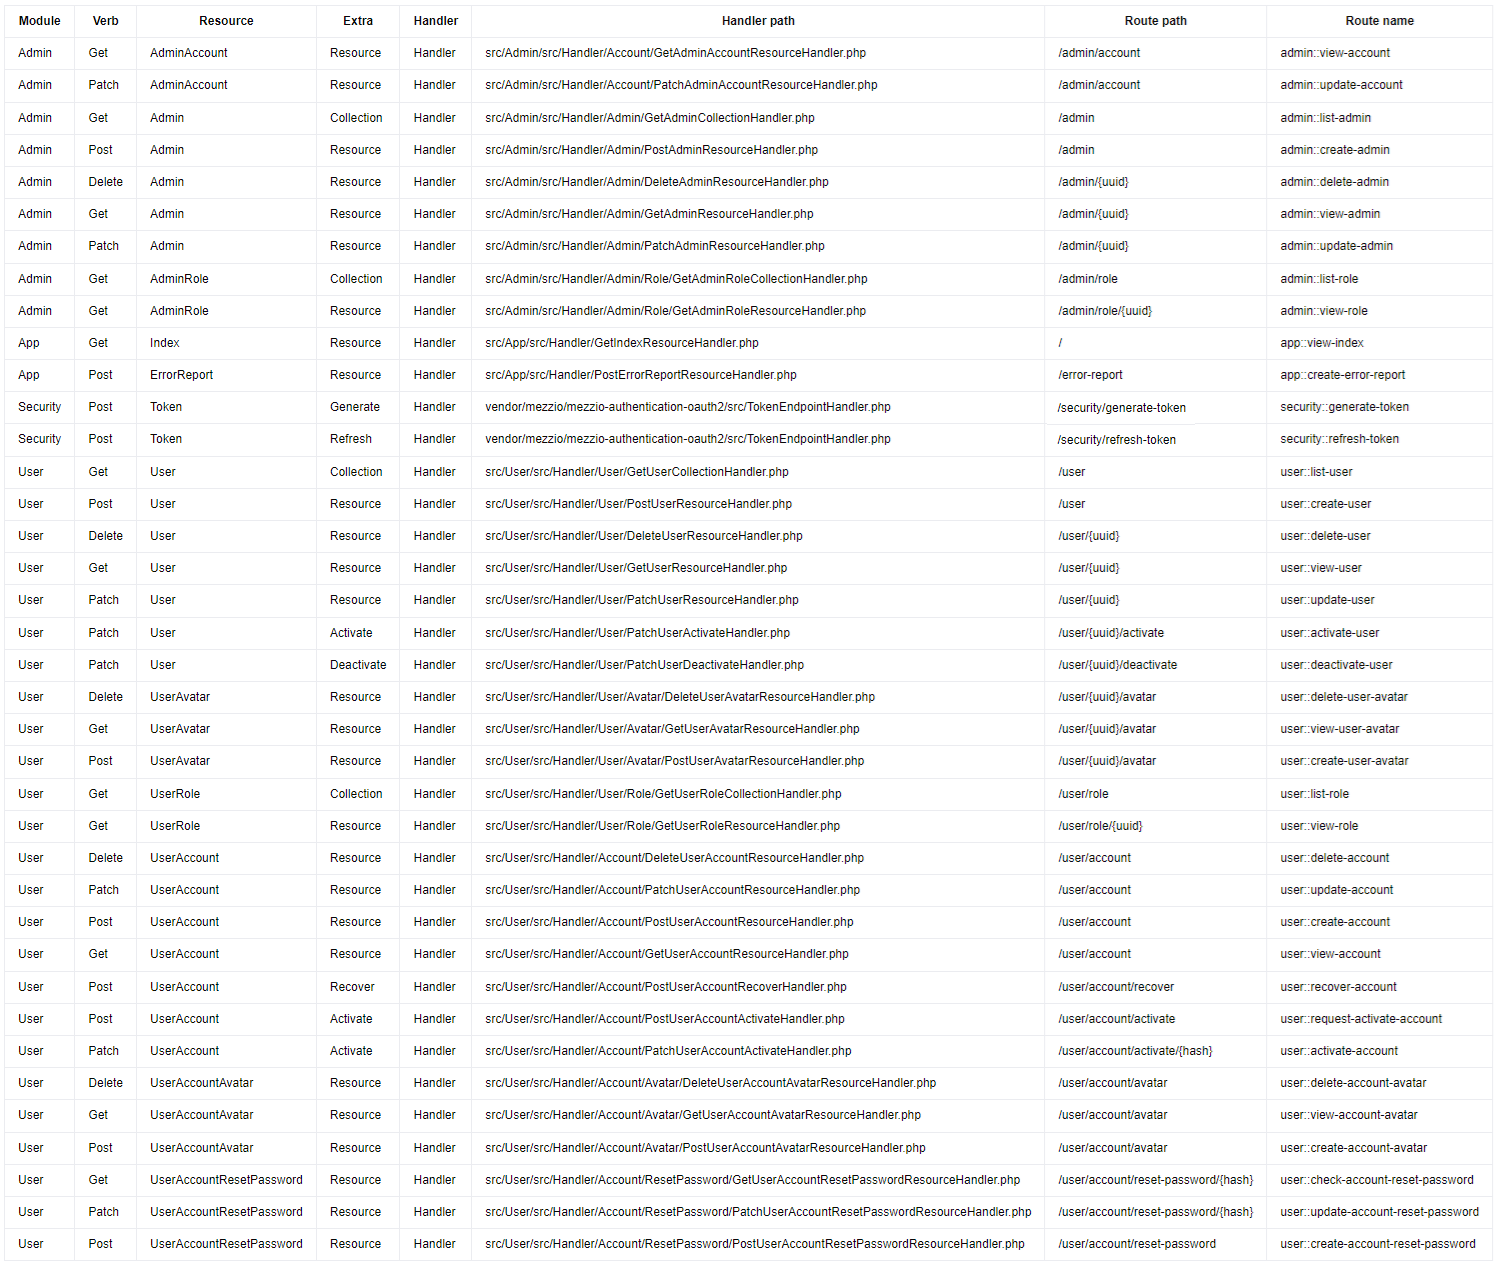 Module Verb Resource Extra Handler Handler path Route path Route name
Admin Get AdminAccount Resource Handler src/Admin/src/Handler/Account/GetAdminAccountResourceHandler.php /admin/account admin::view-account
Admin Patch AdminAccount Resource Handler src/Admin/src/Handler/Account/PatchAdminAccountResourceHandler.php /admin/account admin::update-account
Admin Get Admin Collection Handler src/Admin/src/Handler/Admin/GetAdminCollectionHandler.php /admin admin::list-admin
Admin Post Admin Resource Handler src/Admin/src/Handler/Admin/PostAdminResourceHandler.php /admin admin::create-admin
Admin Delete Admin Resource Handler src/Admin/src/Handler/Admin/DeleteAdminResourceHandler.php /admin/{uuid} admin::delete-admin
Admin Get Admin Resource Handler src/Admin/src/Handler/Admin/GetAdminResourceHandler.php /admin/{uuid} admin::view-admin
Admin Patch Admin Resource Handler src/Admin/src/Handler/Admin/PatchAdminResourceHandler.php /admin/{uuid} admin::update-admin
Admin Get AdminRole Collection Handler src/Admin/src/Handler/Admin/Role/GetAdminRoleCollectionHandler.php /admin/role admin::list-role
Admin Get AdminRole Resource Handler src/Admin/src/Handler/Admin/Role/GetAdminRoleResourceHandler.php /admin/role/{uuid} admin::view-role
App Get Index Resource Handler src/App/src/Handler/GetIndexResourceHandler.php / app::view-index
App Post ErrorReport Resource Handler src/App/src/Handler/PostErrorReportResourceHandler.php /error-report app::create-error-report
Security Post Token Generate Handler vendor/mezzio/mezzio-authentication-oauth2/src/TokenEndpointHandler.php /security/generate-token security::generate-token
Security Post Token Refresh Handler vendor/mezzio/mezzio-authentication-oauth2/src/TokenEndpointHandler.php /security/refresh-token security::refresh-token
User Get User Collection Handler src/User/src/Handler/User/GetUserCollectionHandler.php /user user::list-user
User Post User Resource Handler src/User/src/Handler/User/PostUserResourceHandler.php /user user::create-user
User Delete User Resource Handler src/User/src/Handler/User/DeleteUserResourceHandler.php /user/{uuid} user::delete-user
User Get User Resource Handler src/User/src/Handler/User/GetUserResourceHandler.php /user/{uuid} user::view-user
User Patch User Resource Handler src/User/src/Handler/User/PatchUserResourceHandler.php /user/{uuid} user::update-user
User Patch User Activate Handler src/User/src/Handler/User/PatchUserActivateHandler.php /user/{uuid}/activate user::activate-user
User Patch User Deactivate Handler src/User/src/Handler/User/PatchUserDeactivateHandler.php /user/{uuid}/deactivate user::deactivate-user
User Delete UserAvatar Resource Handler src/User/src/Handler/User/Avatar/DeleteUserAvatarResourceHandler.php /user/{uuid}/avatar user::delete-user-avatar
User Get UserAvatar Resource Handler src/User/src/Handler/User/Avatar/GetUserAvatarResourceHandler.php /user/{uuid}/avatar user::view-user-avatar
User Post UserAvatar Resource Handler src/User/src/Handler/User/Avatar/PostUserAvatarResourceHandler.php /user/{uuid}/avatar user::create-user-avatar
User Get UserRole Collection Handler src/User/src/Handler/User/Role/GetUserRoleCollectionHandler.php /user/role user::list-role
User Get UserRole Resource Handler src/User/src/Handler/User/Role/GetUserRoleResourceHandler.php /user/role/{uuid} user::view-role
User Delete UserAccount Resource Handler src/User/src/Handler/Account/DeleteUserAccountResourceHandler.php /user/account user::delete-account
User Patch UserAccount Resource Handler src/User/src/Handler/Account/PatchUserAccountResourceHandler.php /user/account user::update-account
User Post UserAccount Resource Handler src/User/src/Handler/Account/PostUserAccountResourceHandler.php /user/account user::create-account
User Get UserAccount Resource Handler src/User/src/Handler/Account/GetUserAccountResourceHandler.php /user/account user::view-account
User Post UserAccount Recover Handler src/User/src/Handler/Account/PostUserAccountRecoverHandler.php /user/account/recover user::recover-account
User Post UserAccount Activate Handler src/User/src/Handler/Account/PostUserAccountActivateHandler.php /user/account/activate user::request-activate-account
User Patch UserAccount Activate Handler src/User/src/Handler/Account/PatchUserAccountActivateHandler.php /user/account/activate/{hash} user::activate-account
User Delete UserAccountAvatar Resource Handler src/User/src/Handler/Account/Avatar/DeleteUserAccountAvatarResourceHandler.php /user/account/avatar user::delete-account-avatar
User Get UserAccountAvatar Resource Handler src/User/src/Handler/Account/Avatar/GetUserAccountAvatarResourceHandler.php /user/account/avatar user::view-account-avatar
User Post UserAccountAvatar Resource Handler src/User/src/Handler/Account/Avatar/PostUserAccountAvatarResourceHandler.php /user/account/avatar user::create-account-avatar
User Get UserAccountResetPassword Resource Handler src/User/src/Handler/Account/ResetPassword/GetUserAccountResetPasswordResourceHandler.php /user/account/reset-password/{hash} user::check-account-reset-password
User Patch UserAccountResetPassword Resource Handler src/User/src/Handler/Account/ResetPassword/PatchUserAccountResetPasswordResourceHandler.php /user/account/reset-password/{hash} user::update-account-reset-password
User Post UserAccountResetPassword Resource Handler src/User/src/Handler/Account/ResetPassword/PostUserAccountResetPasswordResourceHandler.php /user/account/reset-password user::create-account-reset-password